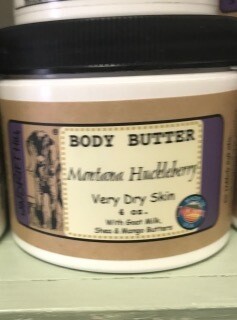 BODY BUTTER
Montana Huckleberry
Very Dry Skin
6 oz.
With Goat Milk,
Shea & Mango Butters